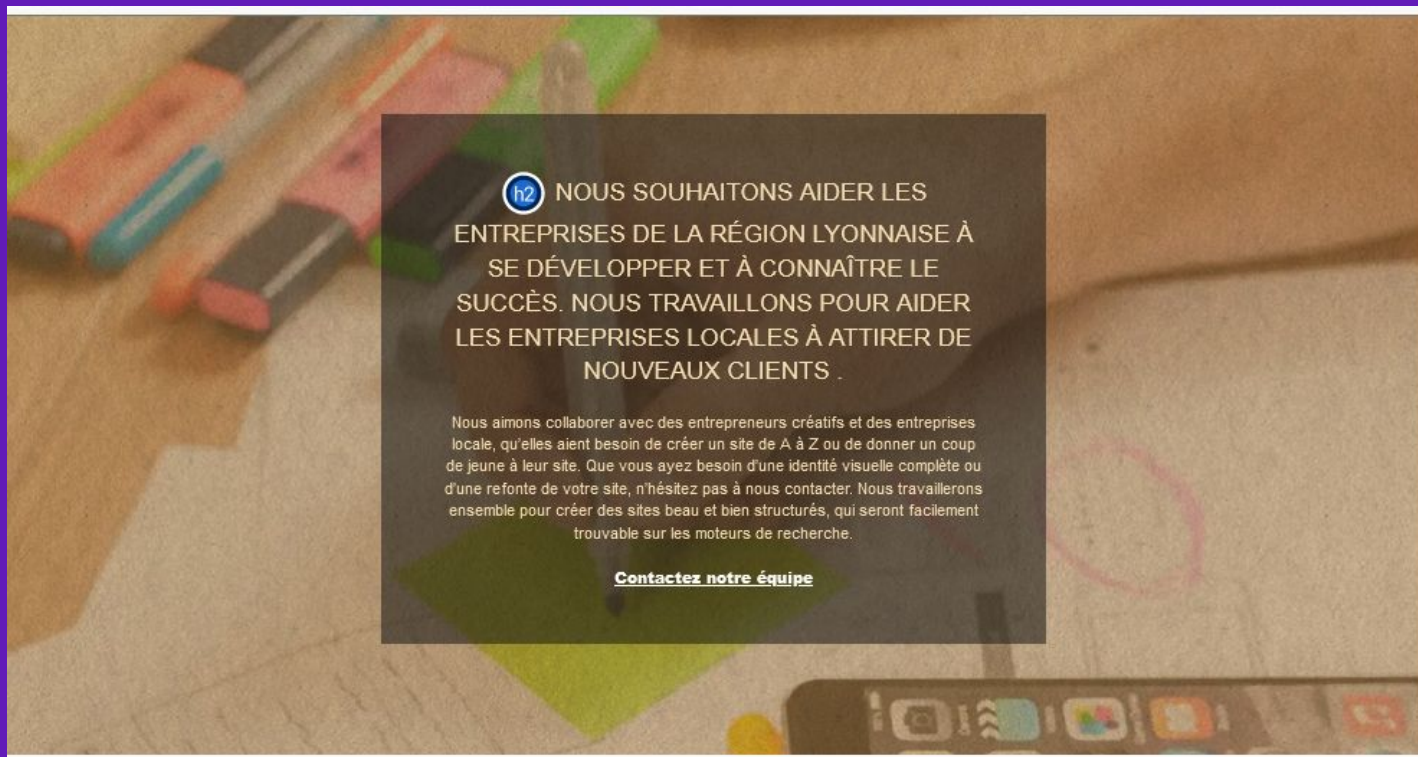 h2 NOUS SOUHAITONS AIDER LES
ENTREPRISES DE LA RÉGION LYONNAISE À
SE DÉVELOPPER ET À CONNAÎTRE LE
SUCCÈS. NOUS TRAVAILLONS POUR AIDER
LES ENTREPRISES LOCALES À ATTIRER DE
NOUVEAUX CLIENTS .
Nous aimons collaborer avec des entrepreneurs créatifs et des entreprises
locale, qu'elles aient besoin de créer un site de A à Z ou de donner un coup
de jeune à leur site. Que vous ayez besoin d'une identité visuelle complète ou
d'une refonte de votre site, n'hésitez pas à nous contacter. Nous travaillerons
ensemble pour créer des sites beau et bien structurés, qui seront facilement
trouvable sur les moteurs de recherche.
Contactez notre équipe